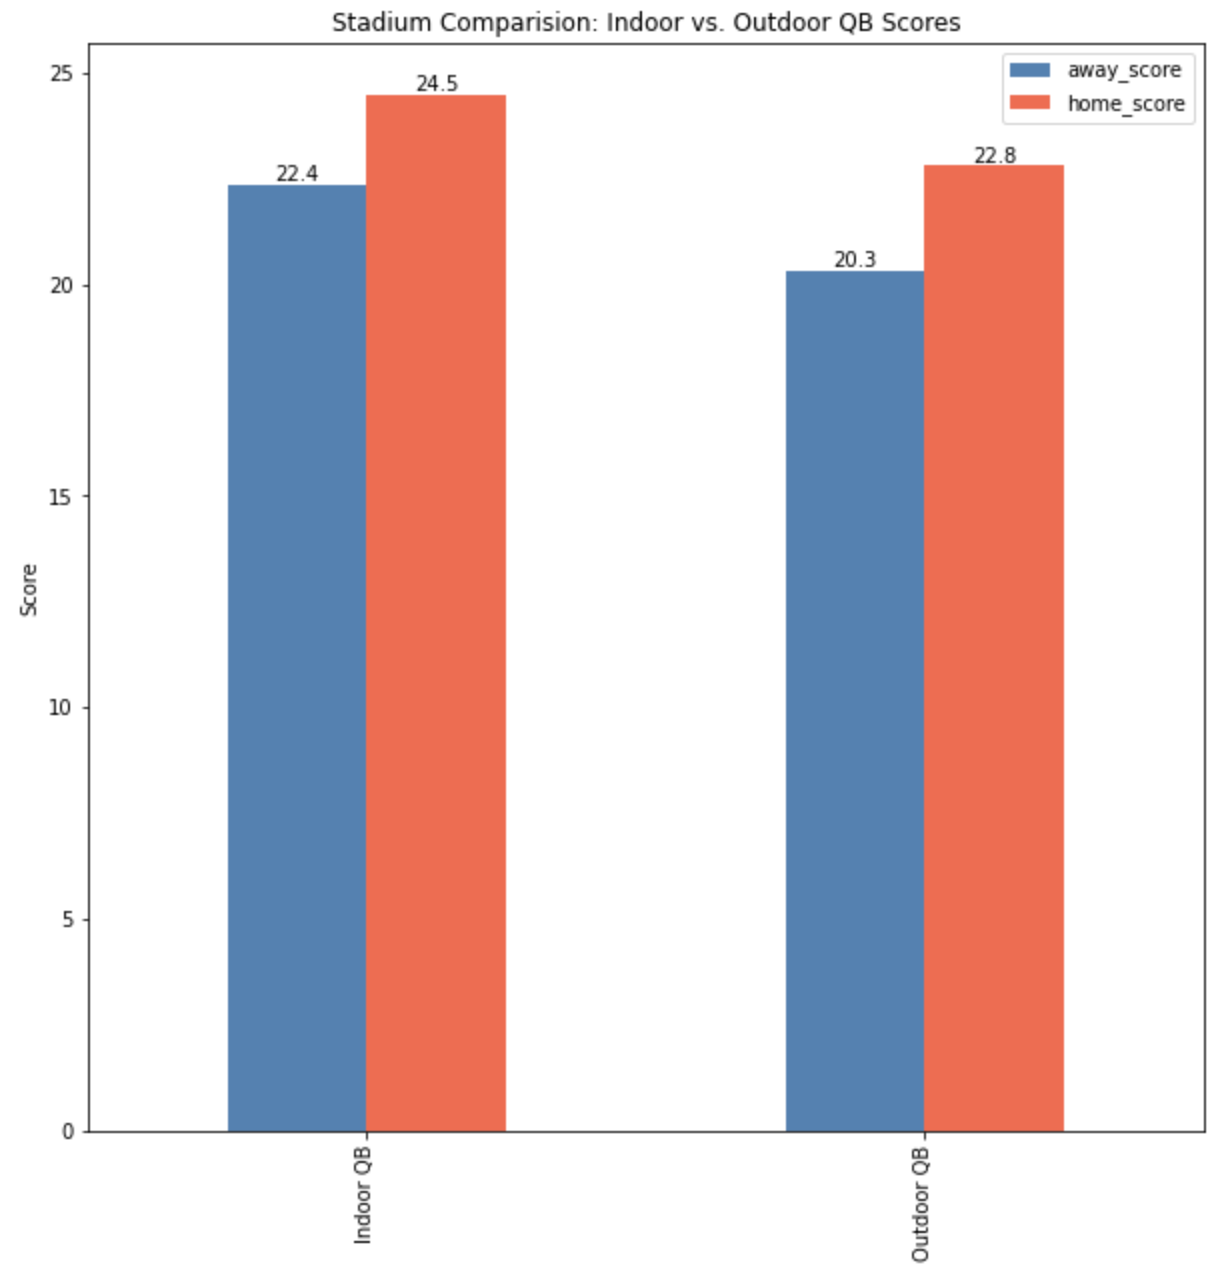 Stadium Comparision: Indoor vs. Outdoor QB Scores
away_score
home_score
25
20
15
10
5
0
Score
22.4
24.5
20.3
22.8
Indoor QB
Outdoor QB